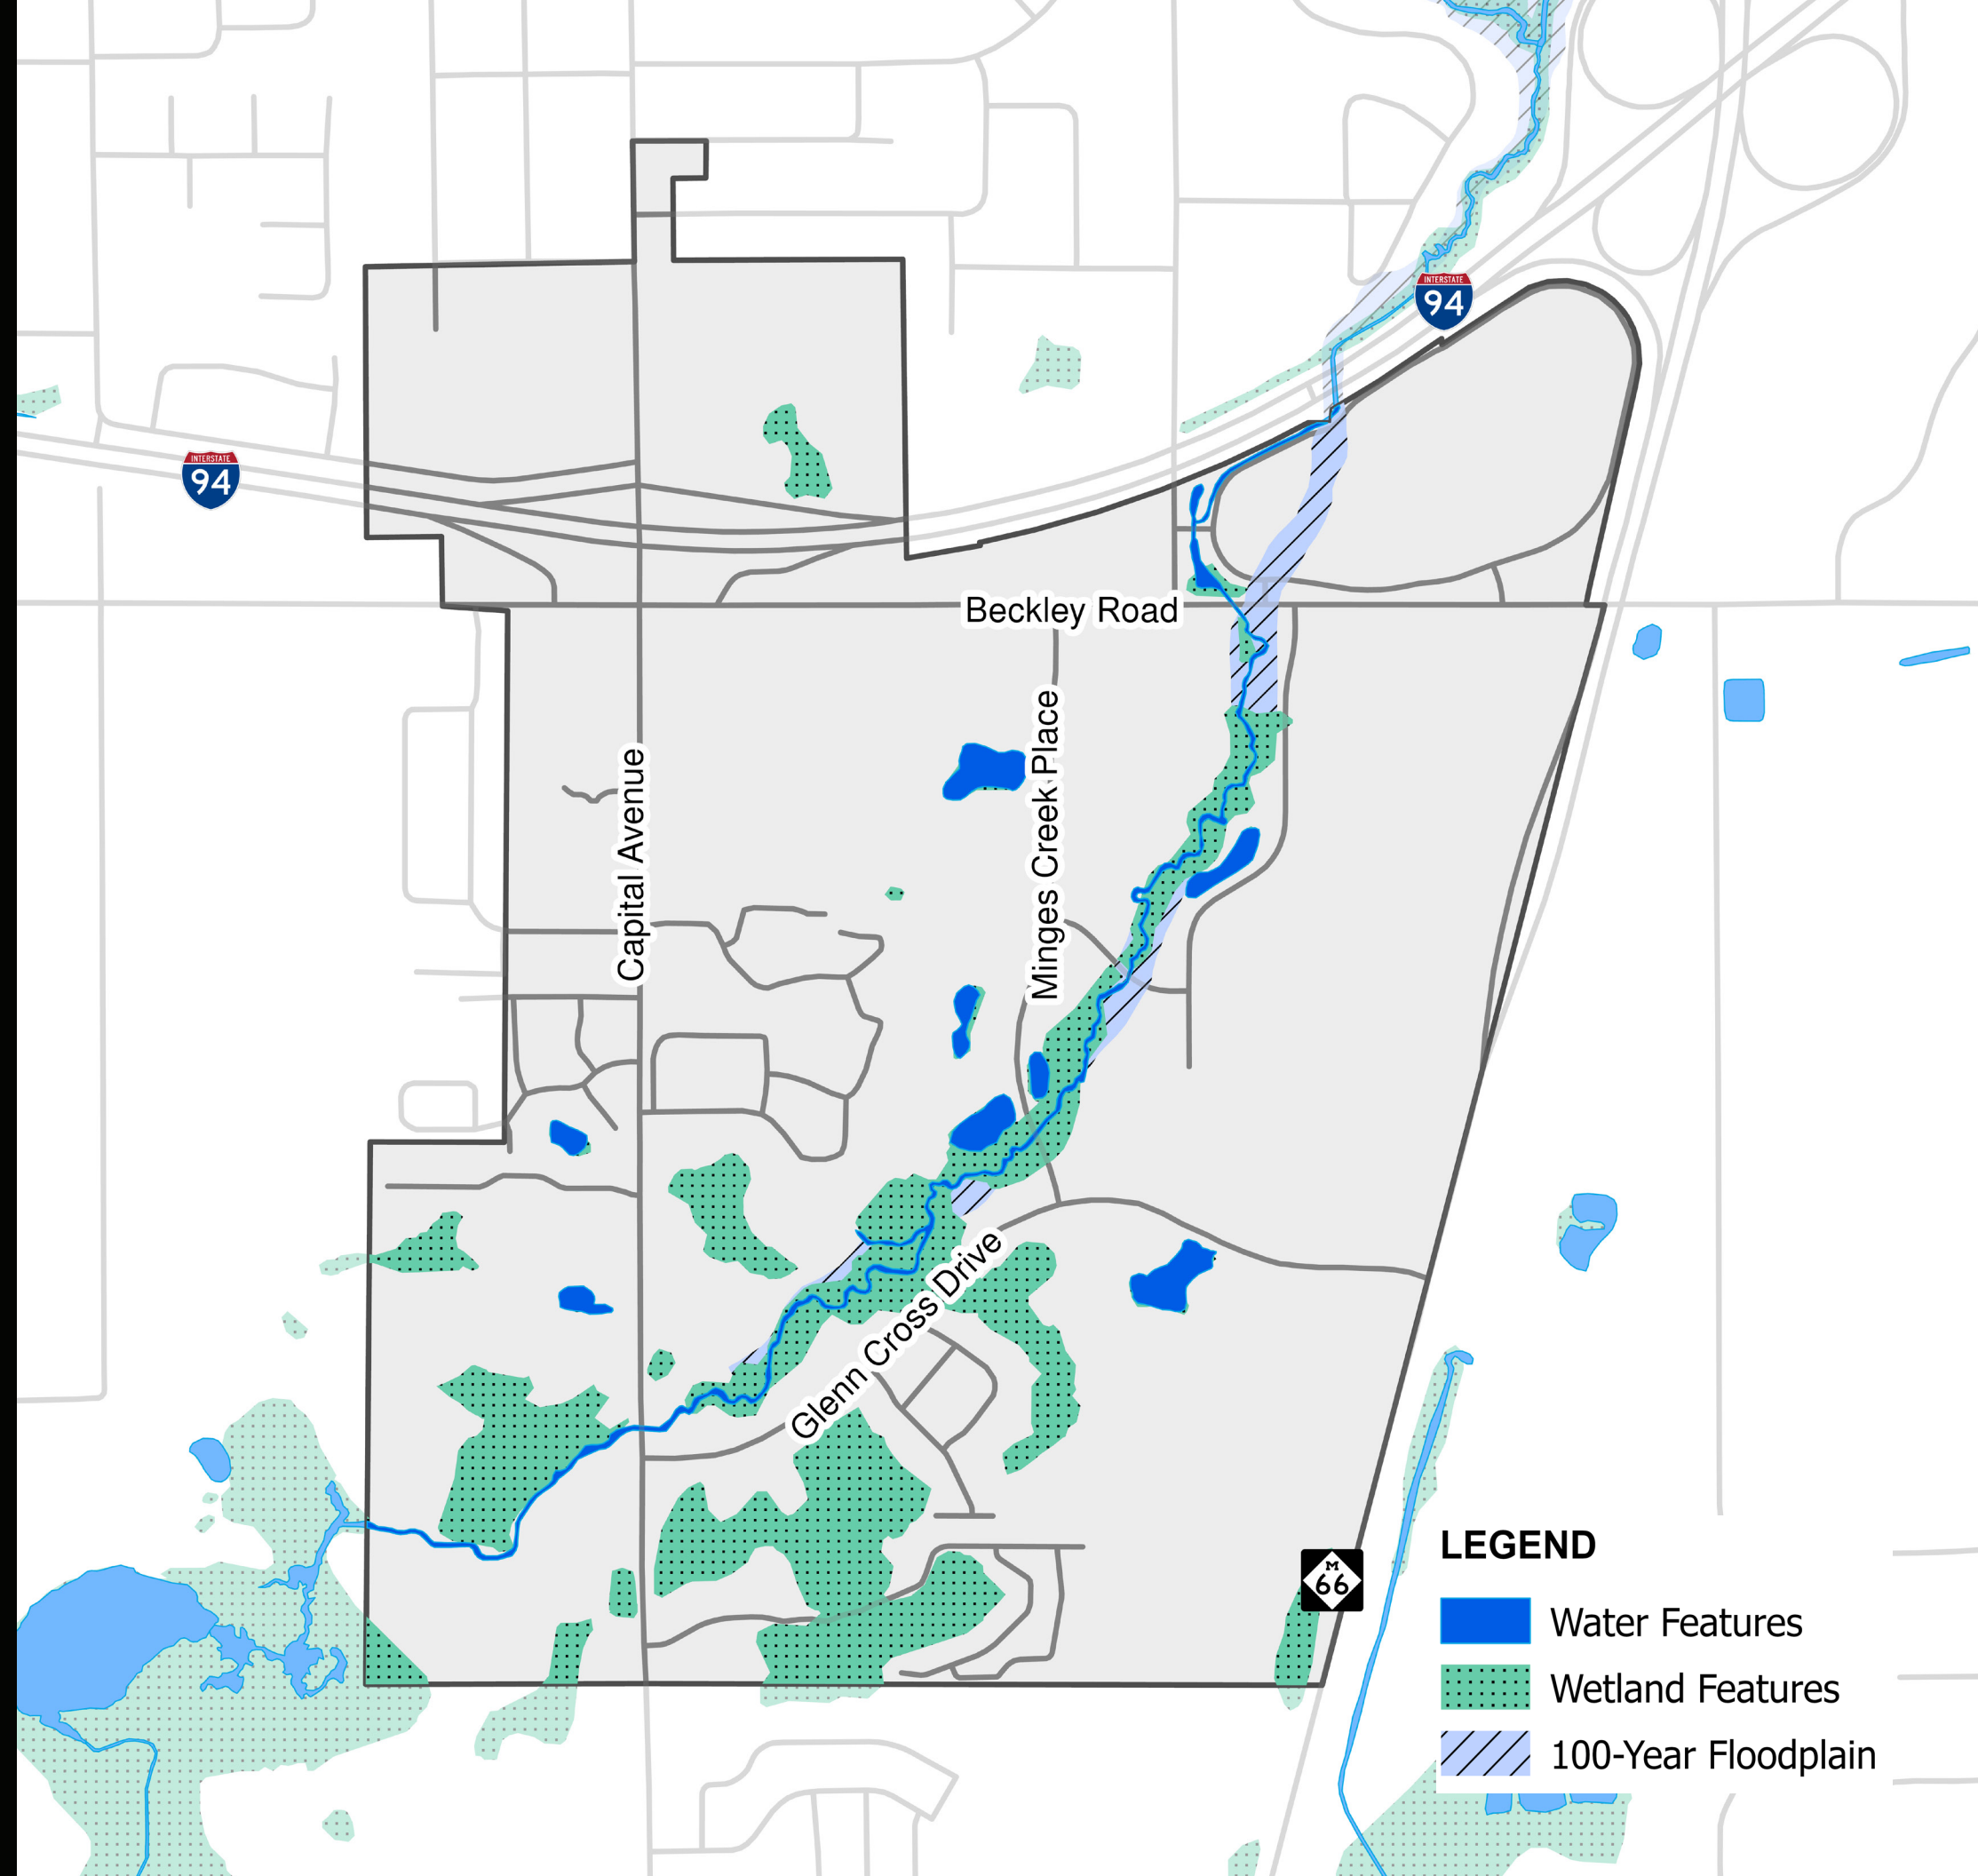 INTERSTATE
94
INTERSTATE
94
Beckley Road
Minges Creek Place
Capital Avenue
Glenn Cross Drive
M
66
LEGEND
Water Features
Wetland Features
100-Year Floodplain